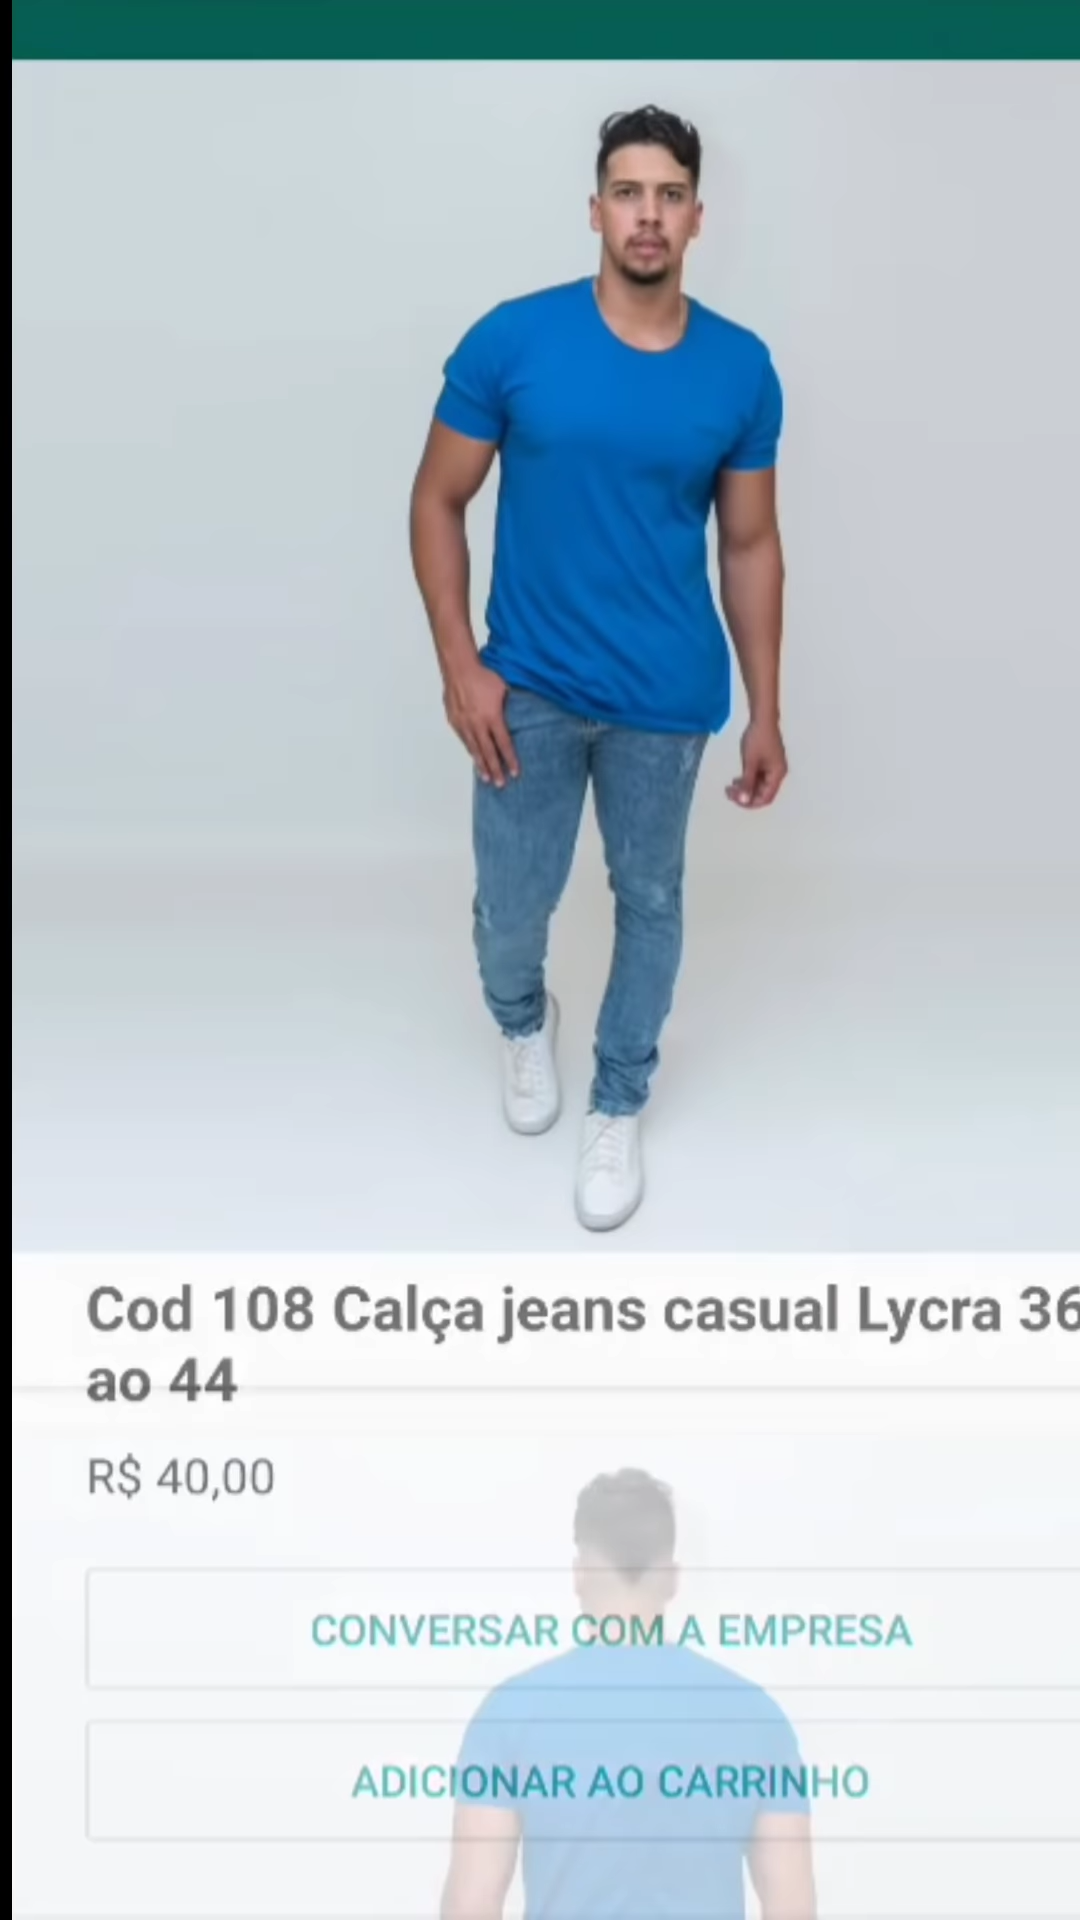 Cod 108 Calça jeans casual Lycra 36
ao 44
R$ 40,00
CONVERSAR COM A EMPRESA
ADICIONAR AO CARRINHO